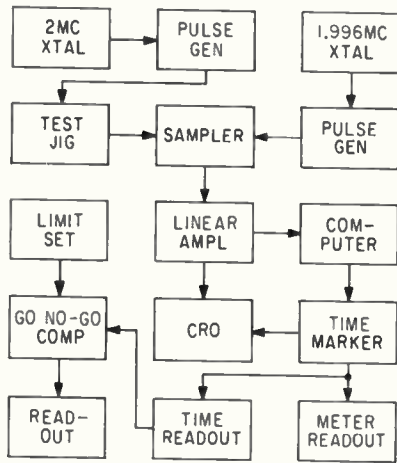 2MC
XTAL
PULSE
GEN
1.996MC
XTAL
TEST
JIG
SAMPLER
PULSE
GEN
LIMIT
SET
LINEAR
AMPL
COM-
PUTER
GO NO-GO
COMP
CRO
TIME
MARKER
READ-
OUT
TIME
READOUT
METER
READOUT